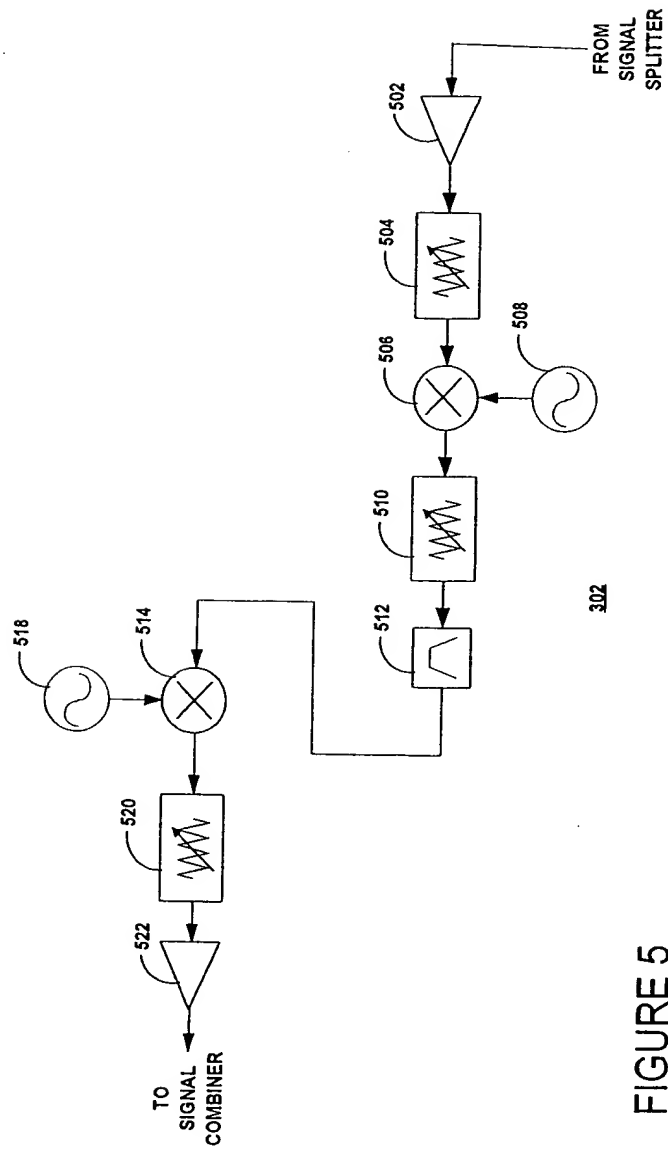 518
514
520
522
TO
SIGNAL
COMBINER
502
504
506
508
510
512
FROM
SIGNAL
SPLITTER
302
FIGURE 5